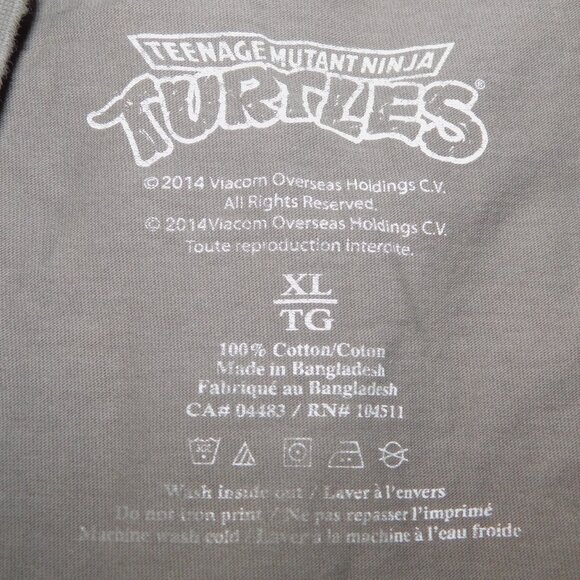 TEENAGE MUTANT NINJA
TURTLES®
© 2014 Viacom Overseas Holdings C.V.
All Rights Reserved.
© 2014 Viacom Overseas Holdings C.V.
Toute reproduction interdite.
XL
TG
100% Cotton/Coton
Made in Bangladesh
Fabriqué au Bangladesh
CA# 04483 / RN# 104511
30C
Wash inside out / Laver à l'envers
Do not iron print / Ne pas repasser l'imprimé
Machine wash cold / Laver à la machine à l'eau froide